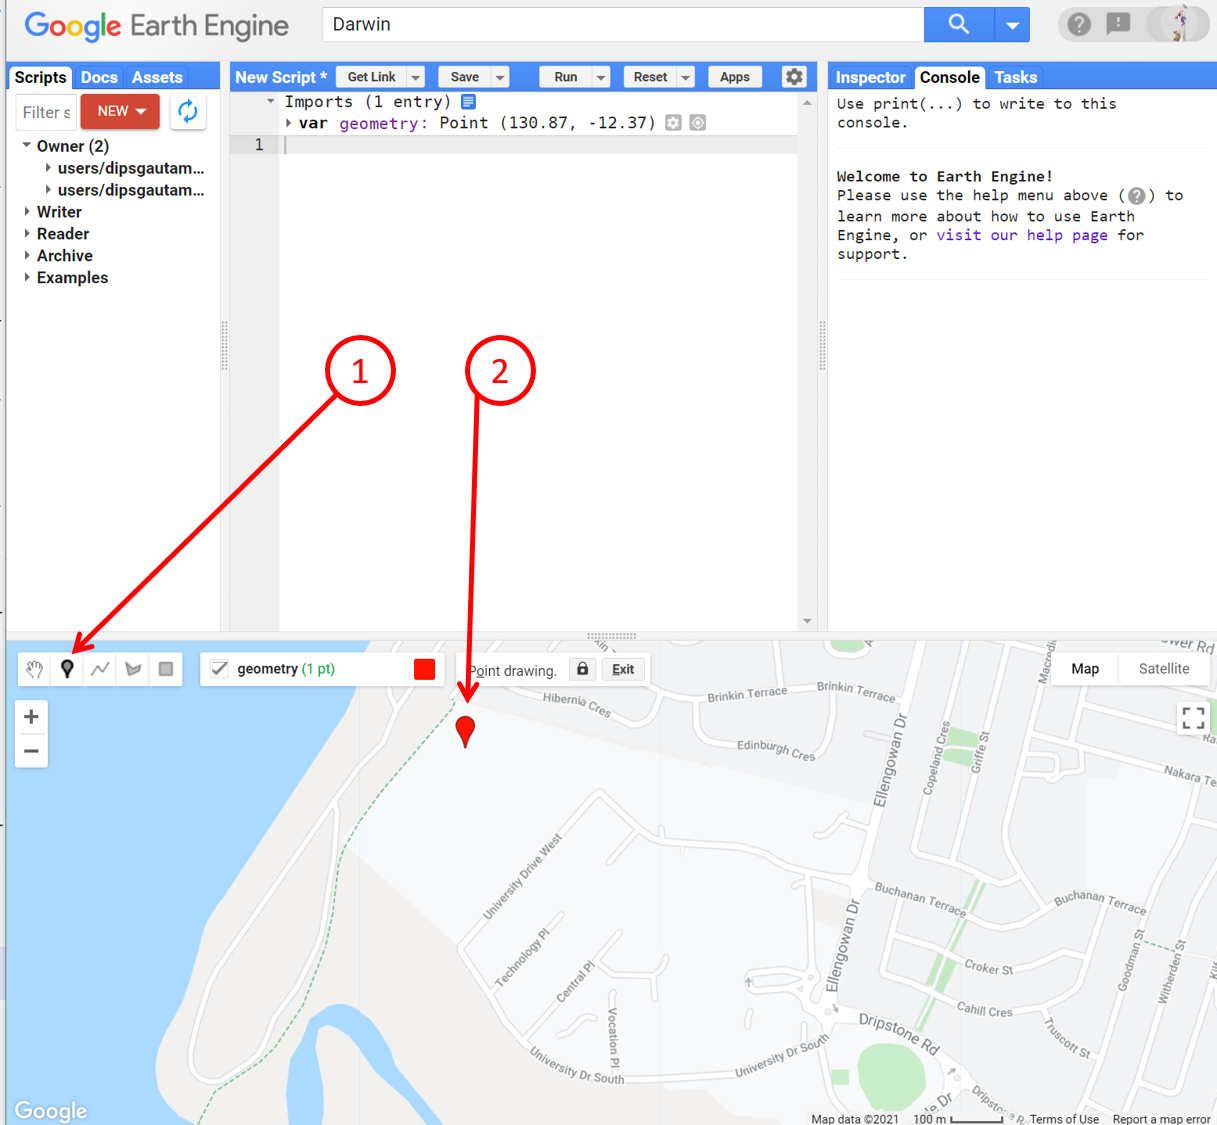 Google Earth Engine
Darwin
Scripts Docs Assets
New Script * Get Link Save Run Reset Apps
Inspector Console Tasks
Filter s NEW
Owner (2)
users/dipsgautam...
users/dipsgautam...
Writer
Reader
Archive
Examples
Imports (1 entry)
var geometry: Point (130.87, -12.37)
1
Use print(...) to write to this
console.
Welcome to Earth Engine!
Please use the help menu above (?) to
learn more about how to use Earth
Engine, or visit our help page for
support.
1
2
geometry (1 pt)
Point drawing. Exit
Map Satellite
+
−
Hibernia Cres
Brinkin Terrace
Brinkin Terrace
Edinburgh Cres
Ellengowan Dr
Copeland Cres
Griffe St
Nakara Te
University Drive West
Technology Pl
Central Pl
Vocation Pl
University Dr South
University Dr South
Ellengowan Dr
Buchanan Terrace
Buchanan Terrace
Croker St
Cahill Cres
Goodman St
Witherden St
Truscott St
Dripstone Rd
Google
Map data ©2021 100 m Terms of Use Report a map error